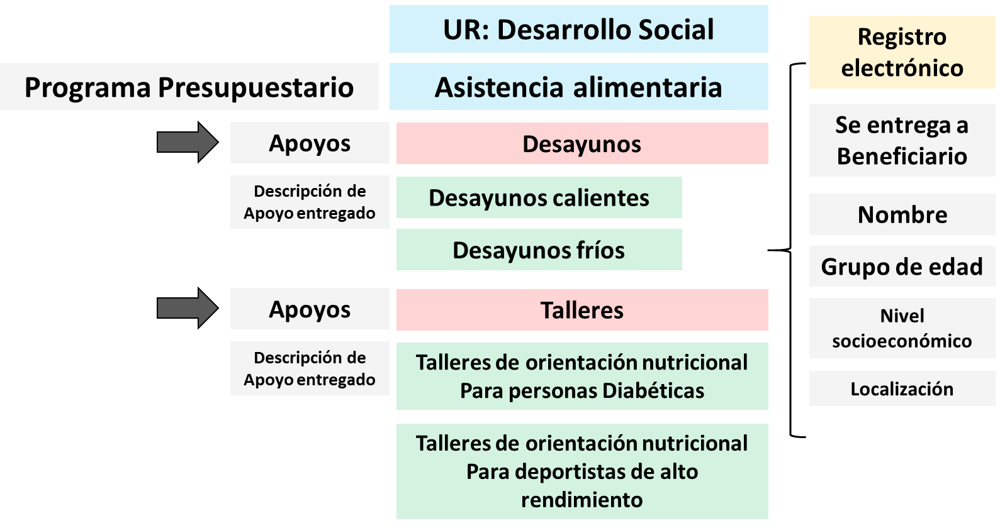 UR: Desarrollo Social
Programa Presupuestario
Asistencia alimentaria
Apoyos
Desayunos
Descripción de
Apoyo entregado
Desayunos calientes
Desayunos fríos
Apoyos
Talleres
Descripción de
Apoyo entregado
Talleres de orientación nutricional
Para personas Diabéticas
Talleres de orientación nutricional
Para deportistas de alto
rendimiento
Registro
electrónico
Se entrega a
Beneficiario
Nombre
Grupo de edad
Nivel
socioeconómico
Localización